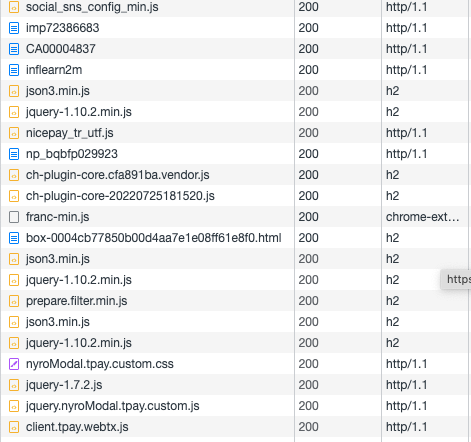 social_sns_config_min.js 200 http/1.1
imp72386683 200 http/1.1
CA00004837 200 http/1.1
inflearn2m 200 http/1.1
json3.min.js 200 h2
jquery-1.10.2.min.js 200 h2
nicepay_tr_utf.js 200 http/1.1
np_bqbfp029923 200 http/1.1
ch-plugin-core.cfa891ba.vendor.js 200 h2
ch-plugin-core-20220725181520.js 200 h2
franc-min.js 200 chrome-ext...
box-0004cb77850b00d4aa7e1e08ff61e8f0.html 200 h2
json3.min.js 200 h2
jquery-1.10.2.min.js 200 h2
https
prepare.filter.min.js 200 h2
json3.min.js 200 h2
jquery-1.10.2.min.js 200 h2
nyroModal.tpay.custom.css 200 http/1.1
jquery-1.7.2.js 200 http/1.1
jquery.nyroModal.tpay.custom.js 200 http/1.1
client.tpay.webtx.js 200 http/1.1